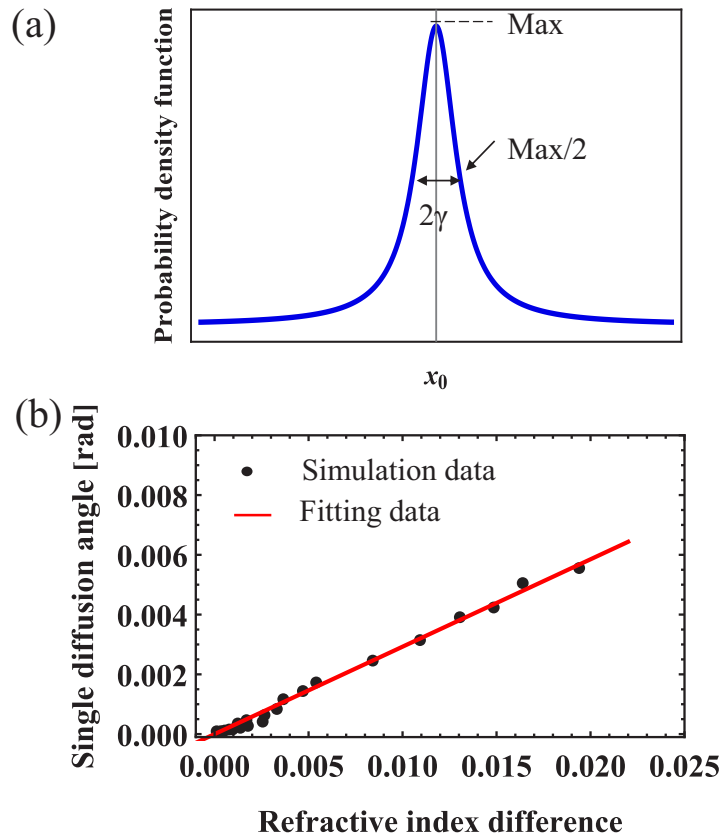 (a)
Probability density function
Max
Max/2
2γ
x₀
(b)
Single diffusion angle [rad]
0.010
0.008
0.006
0.004
0.002
0.000
Simulation data
Fitting data
0.000 0.005 0.010 0.015 0.020 0.025
Refractive index difference